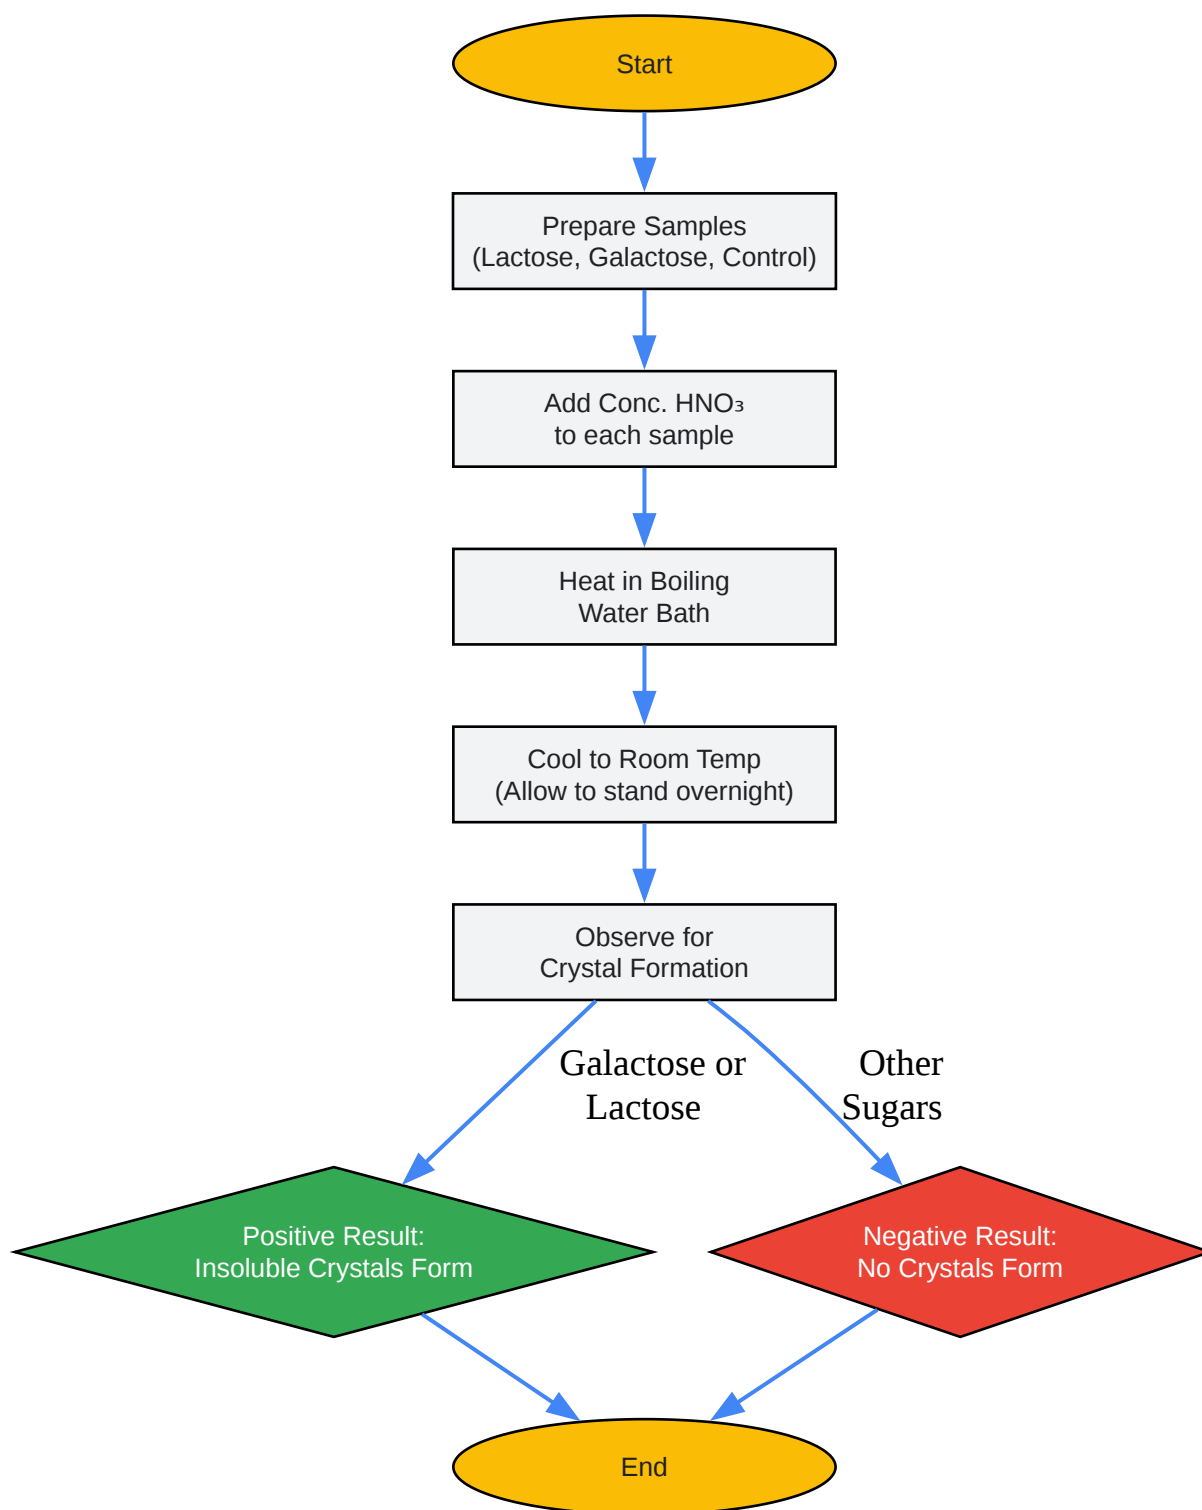 Start
Prepare Samples
(Lactose, Galactose, Control)
Add Conc. HNO₃
to each sample
Heat in Boiling
Water Bath
Cool to Room Temp
(Allow to stand overnight)
Observe for
Crystal Formation
Galactose or
Lactose
Other
Sugars
Positive Result:
Insoluble Crystals Form
Negative Result:
No Crystals Form
End